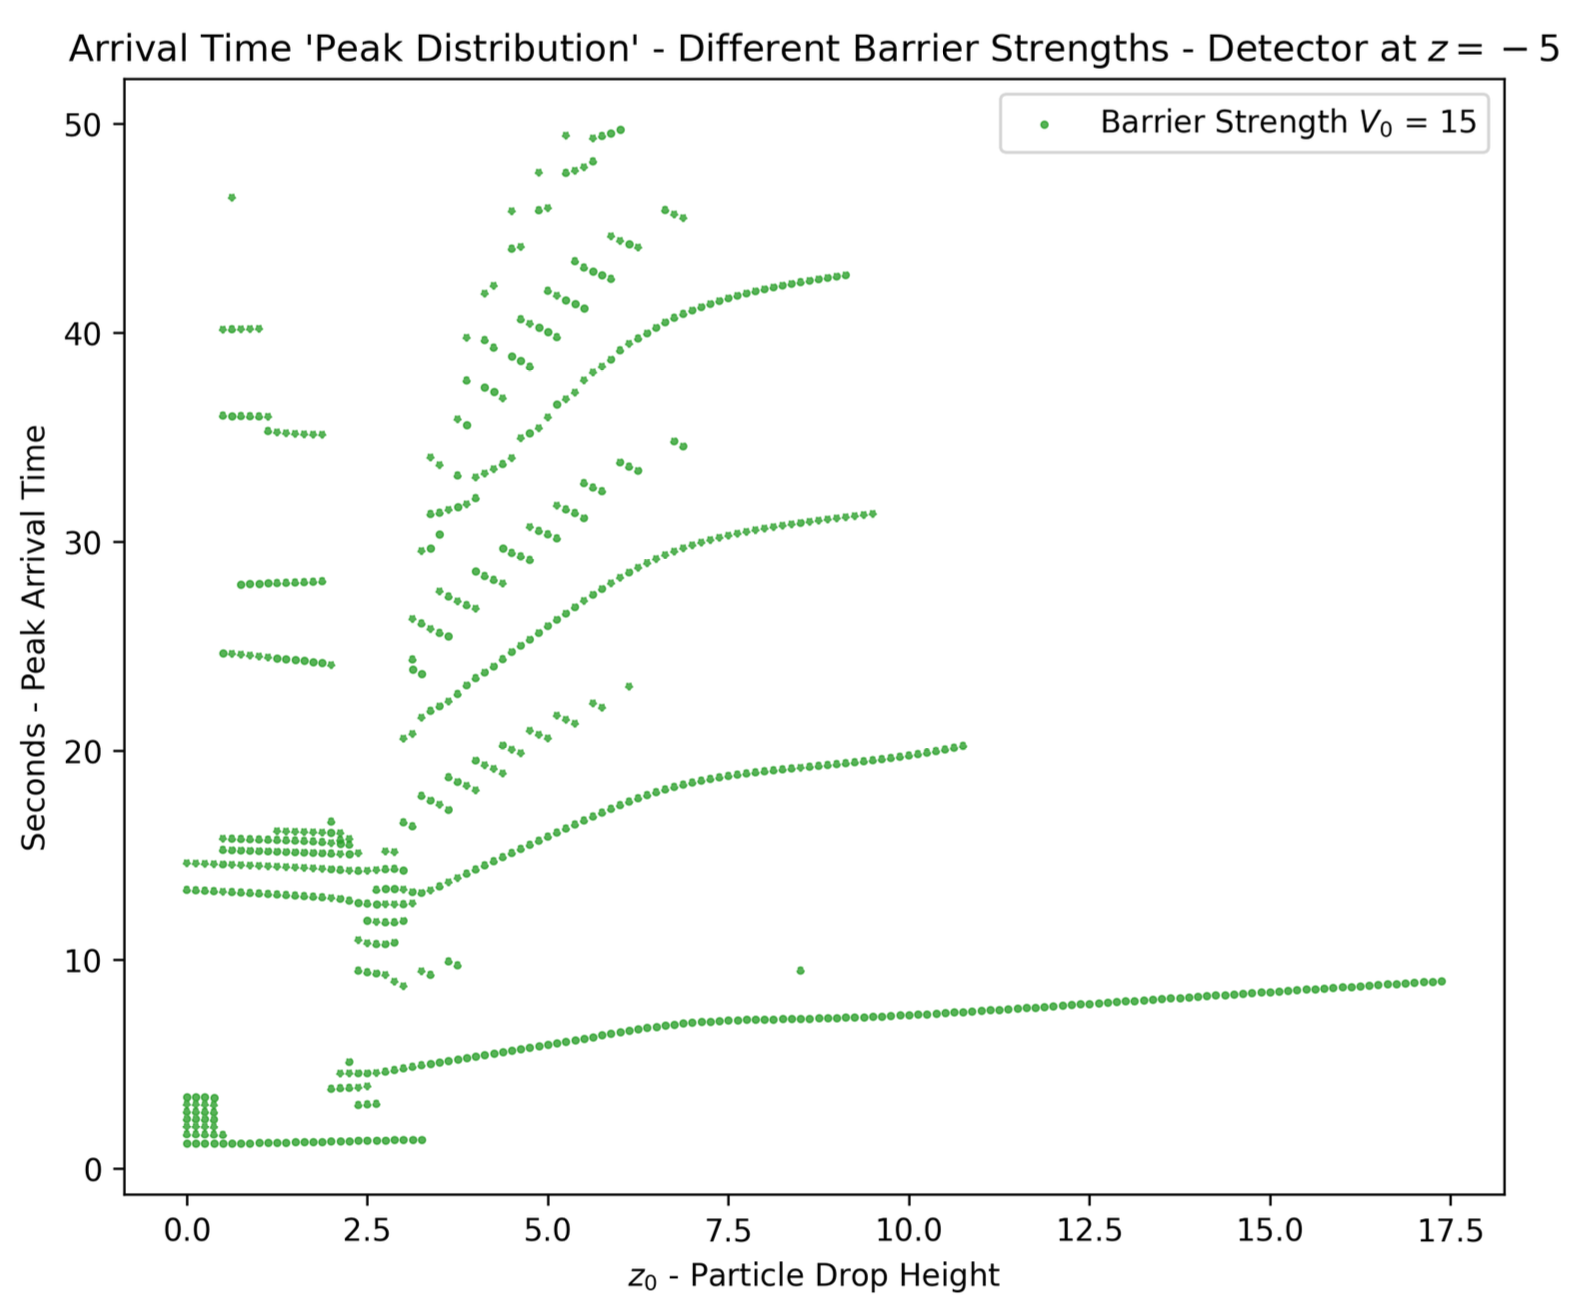 Arrival Time 'Peak Distribution' - Different Barrier Strengths - Detector at z = − 5
Barrier Strength V₀ = 15
Seconds - Peak Arrival Time
50
40
30
20
10
0
0.0 2.5 5.0 7.5 10.0 12.5 15.0 17.5
z₀ - Particle Drop Height